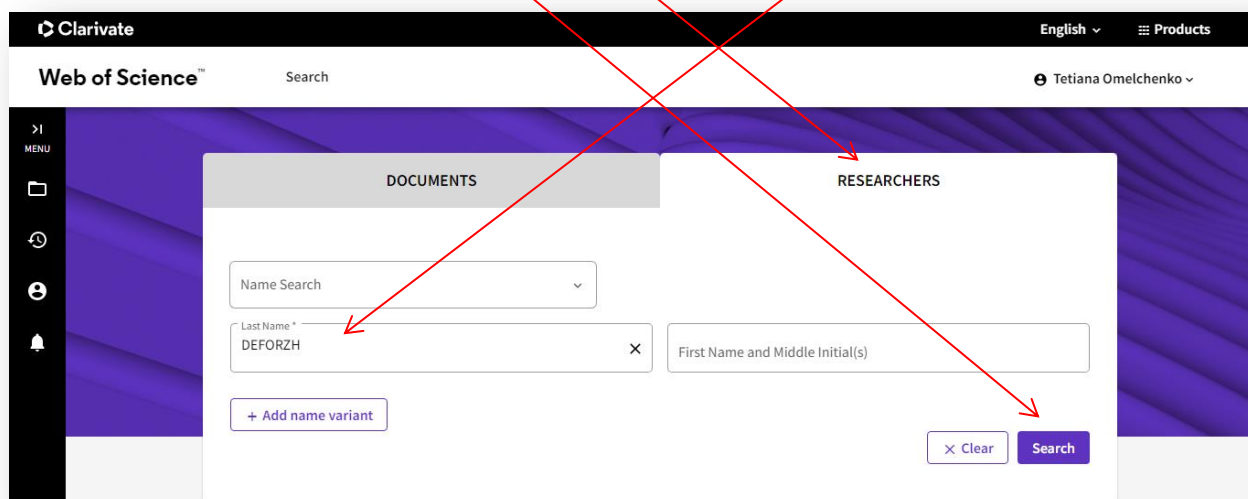 Clarivate
English
Products
Web of Science™
Search
Tetiana Omelchenko
MENU
DOCUMENTS
RESEARCHERS
Name Search
Last Name *
DEFORZH
First Name and Middle Initial(s)
+ Add name variant
× Clear
Search